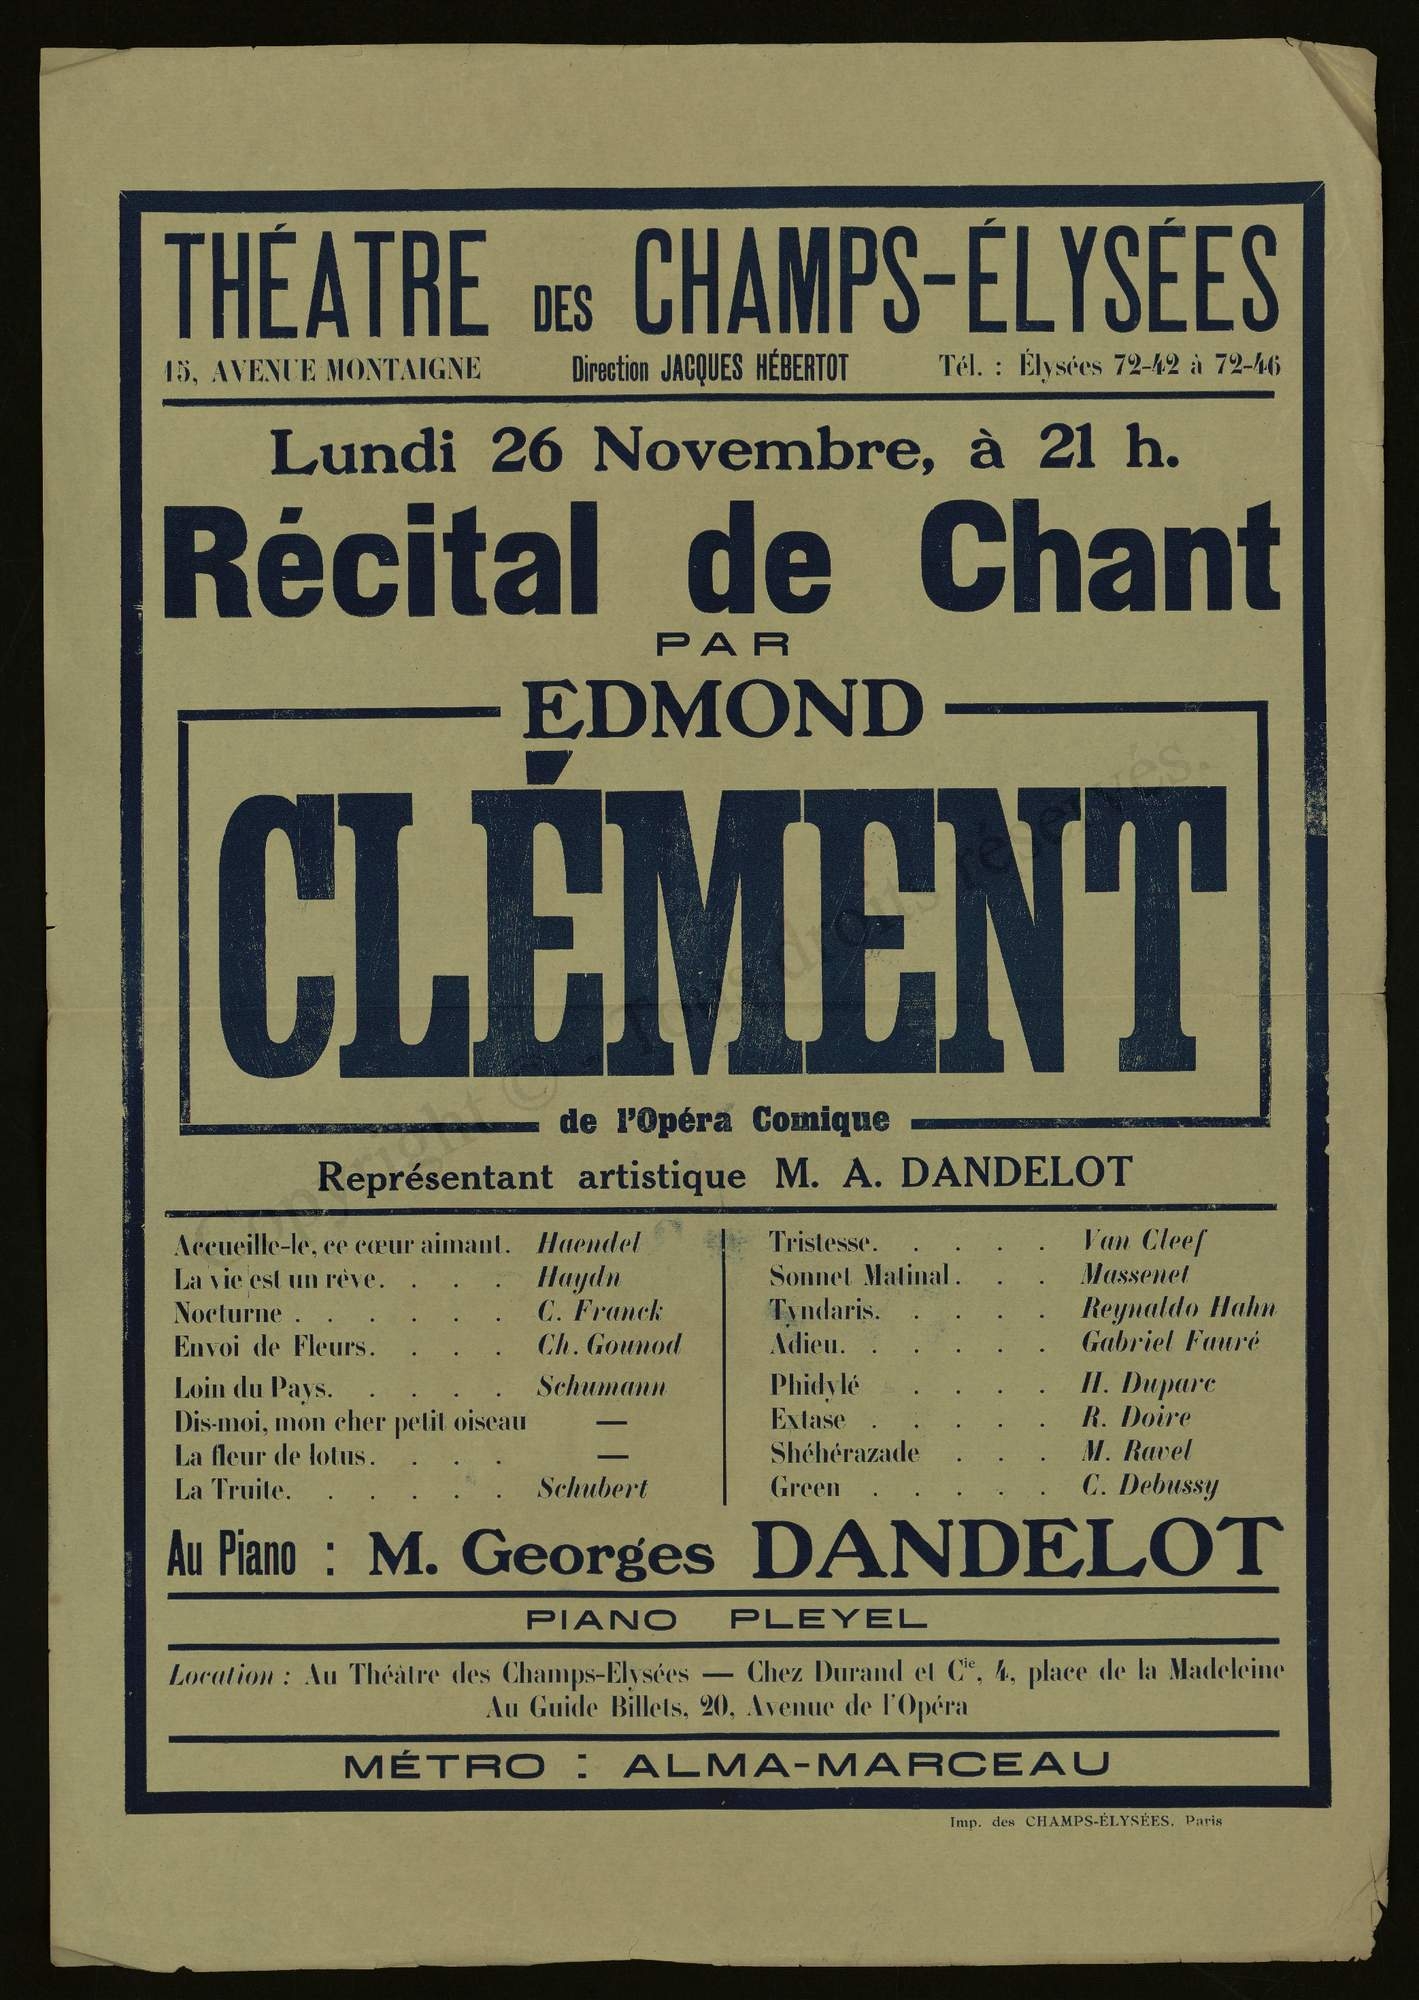 THÉATRE DES CHAMPS-ÉLYSÉES
15, AVENUE MONTAIGNE Direction JACQUES HÉBERTOT Tél. : Élysées 72-42 à 72-46
Lundi 26 Novembre, à 21 h.
Récital de Chant
PAR
EDMOND
CLÉMENT
de l'Opéra Comique
Représentant artistique M. A. DANDELOT
Accueille-le, ce cœur aimant. Haendel
La vie est un rêve. . . . Haydn
Nocturne . . . . . . C. Franck
Envoi de Fleurs. . . . Ch. Gounod
Loin du Pays. . . . . Schumann
Dis-moi, mon cher petit oiseau —
La fleur de lotus. . . . —
La Truite. . . . . . Schubert
Tristesse. . . . . Van Cleef
Sonnet Matinal. . . Massenet
Tyndaris. . . . . Reynaldo Hahn
Adieu. . . . . . Gabriel Fauré
Phidylé . . . . H. Duparc
Extase . . . . . R. Doire
Shéhérazade . . . M. Ravel
Green . . . . . C. Debussy
Au Piano : M. Georges DANDELOT
PIANO PLEYEL
Location : Au Théâtre des Champs-Elysées — Chez Durand et Cie, 4, place de la Madeleine
Au Guide Billets, 20, Avenue de l'Opéra
MÉTRO : ALMA-MARCEAU
Imp. des CHAMPS-ÉLYSÉES, Paris
Copyright © - Tous droits réservés.